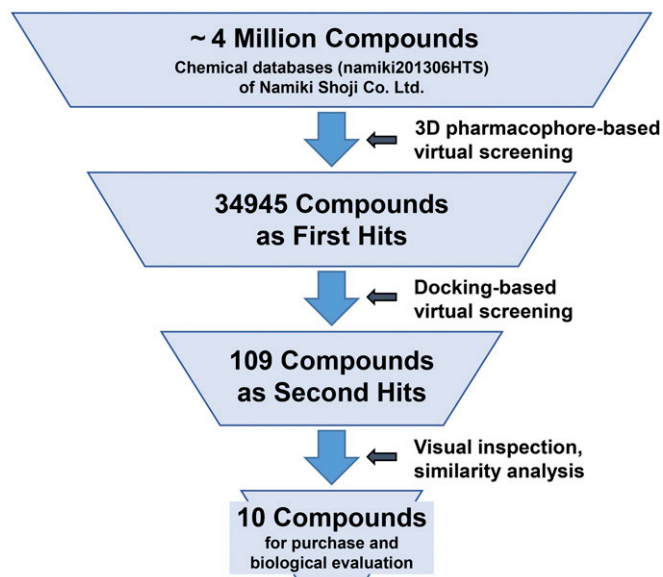 ~ 4 Million Compounds
Chemical databases (namiki201306HTS)
of Namiki Shoji Co. Ltd.
3D pharmacophore-based
virtual screening
34945 Compounds
as First Hits
Docking-based
virtual screening
109 Compounds
as Second Hits
Visual inspection,
similarity analysis
10 Compounds
for purchase and
biological evaluation